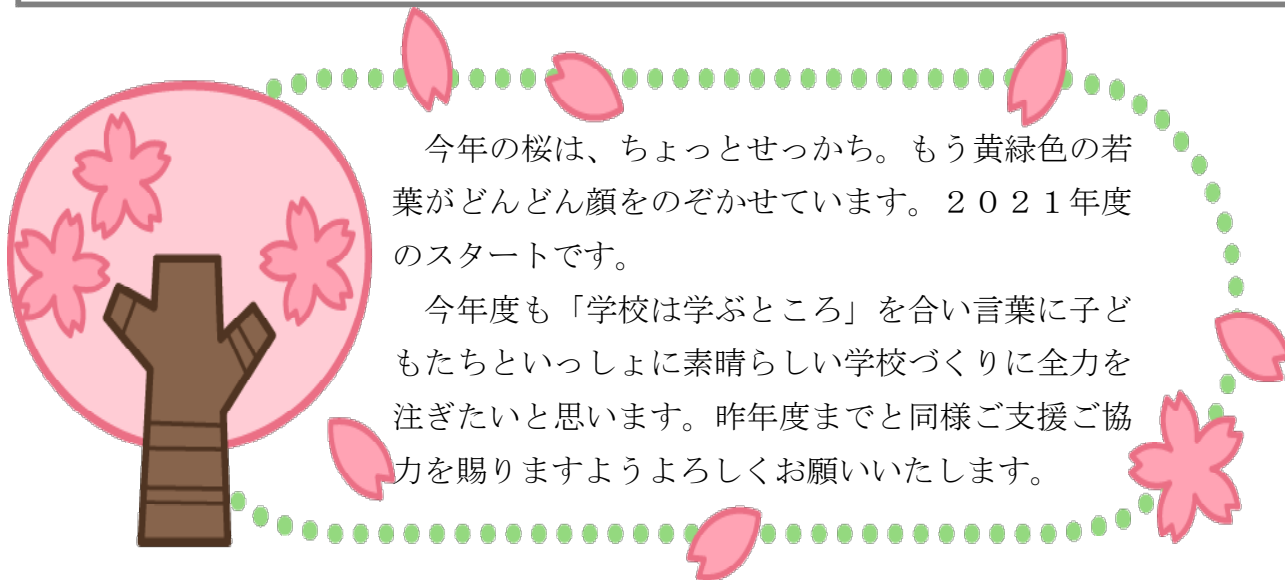 今年の桜は、ちょっとせっかち。もう黄緑色の若
葉がどんどん顔をのぞかせています。２０２１年度
のスタートです。
　今年度も「学校は学ぶところ」を合い言葉に子ど
もたちといっしょに素晴らしい学校づくりに全力を
注ぎたいと思います。昨年度までと同様ご支援ご協
力を賜りますようよろしくお願いいたします。